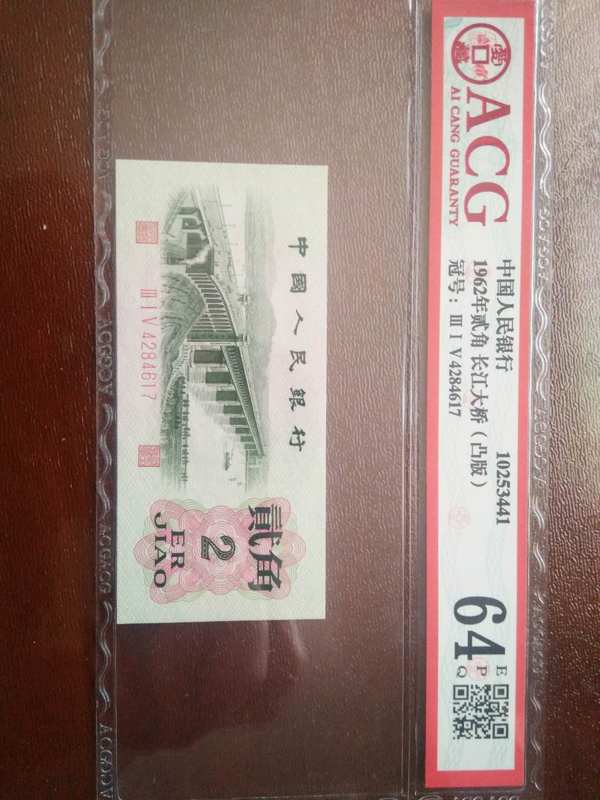 ACG
AI CANG GUARANTY
中国人民银行 10253441
1962年贰角 长江大桥（凸版）
冠号：Ⅲ Ⅰ Ⅴ 4284617
64
E
P
Q
中國人民銀行
Ⅲ Ⅰ Ⅴ 4284617
貳角
2
ER
JIAO